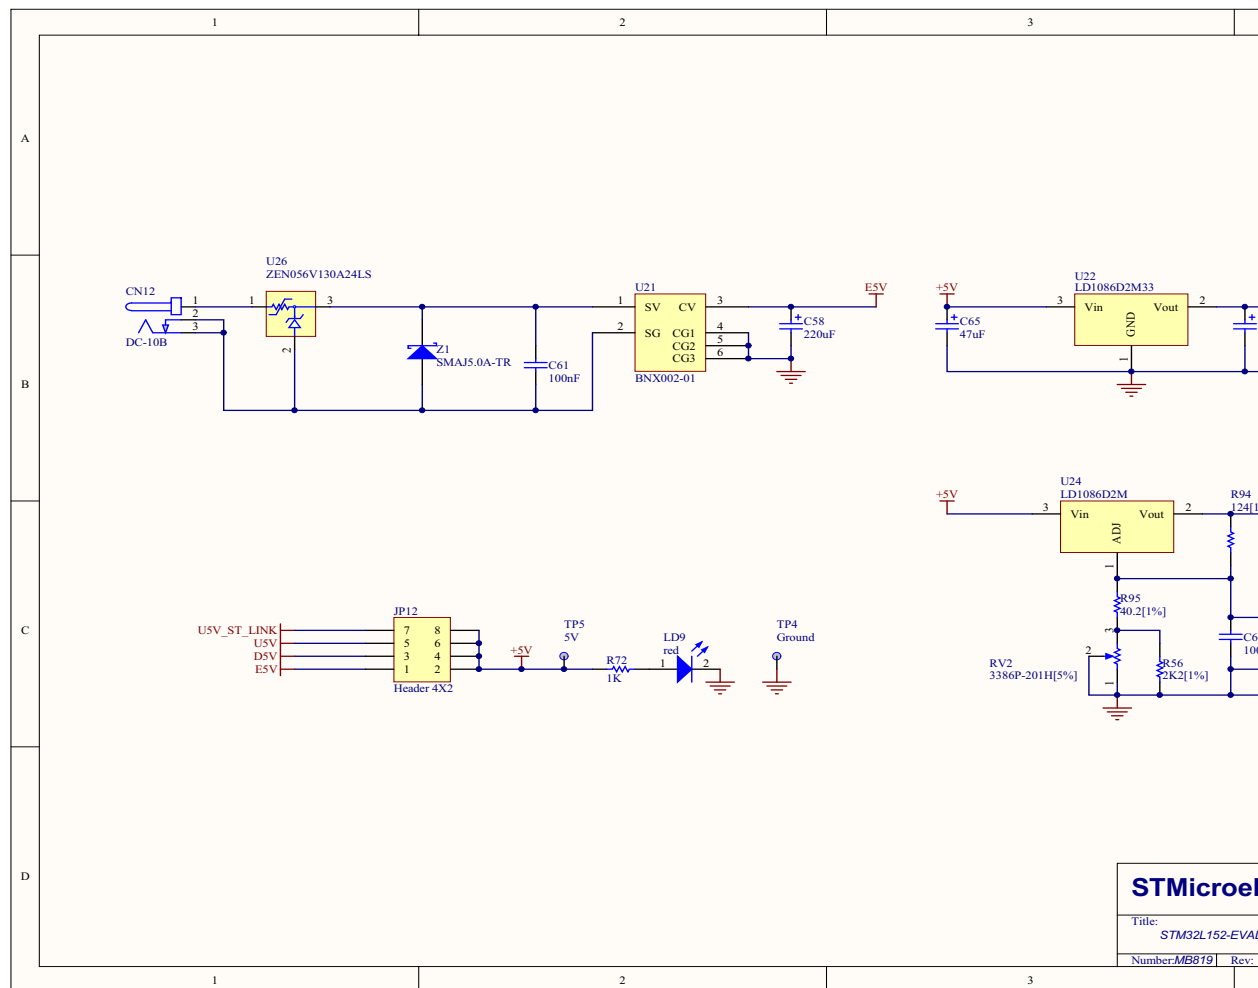 1 2 3
A
B
C
D
CN12
DC-10B
1
2
3
U26
ZEN056V130A24LS
1
3
2
Z1
SMAJ5.0A-TR
C61
100nF
U21
1 SV CV 3
2 SG CG1 4
CG2 5
CG3 6
BNX002-01
C58
220uF
E5V
+5V
C65
47uF
U22
LD1086D2M33
3 Vin Vout 2
GND
1
A
B
+5V
U24
LD1086D2M
3 Vin Vout 2
ADJ
1
R94
R95
40.2[1%]
3
2
1
RV2
3386P-201H[5%]
R56
2K2[1%]
JP12
U5V_ST_LINK 7 8
U5V 5 6
D5V 3 4
E5V 1 2
Header 4X2
+5V
TP5
5V
R72
1K
LD9
red
1 2
TP4
Ground
STMicroel
Title:
STM32L152-EVAL
Number:MB819 Rev:
1 2 3